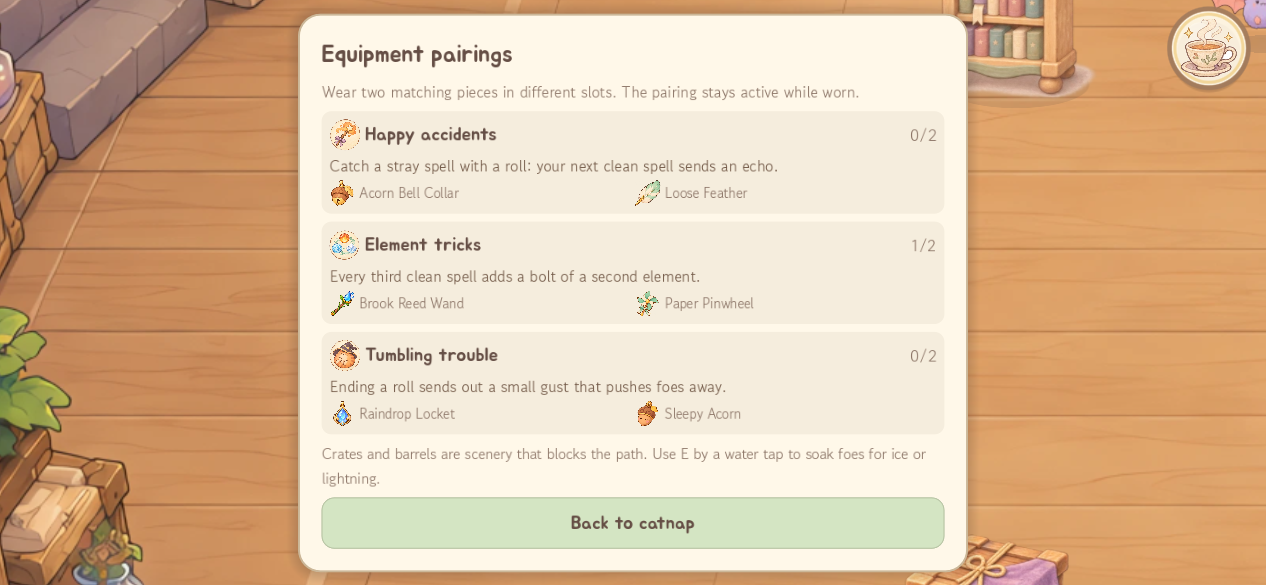 Equipment pairings
Wear two matching pieces in different slots. The pairing stays active while worn.
Happy accidents 0/2
Catch a stray spell with a roll: your next clean spell sends an echo.
Acorn Bell Collar Loose Feather
Element tricks 1/2
Every third clean spell adds a bolt of a second element.
Brook Reed Wand Paper Pinwheel
Tumbling trouble 0/2
Ending a roll sends out a small gust that pushes foes away.
Raindrop Locket Sleepy Acorn
Crates and barrels are scenery that blocks the path. Use E by a water tap to soak foes for ice or
lightning.
Back to catnap